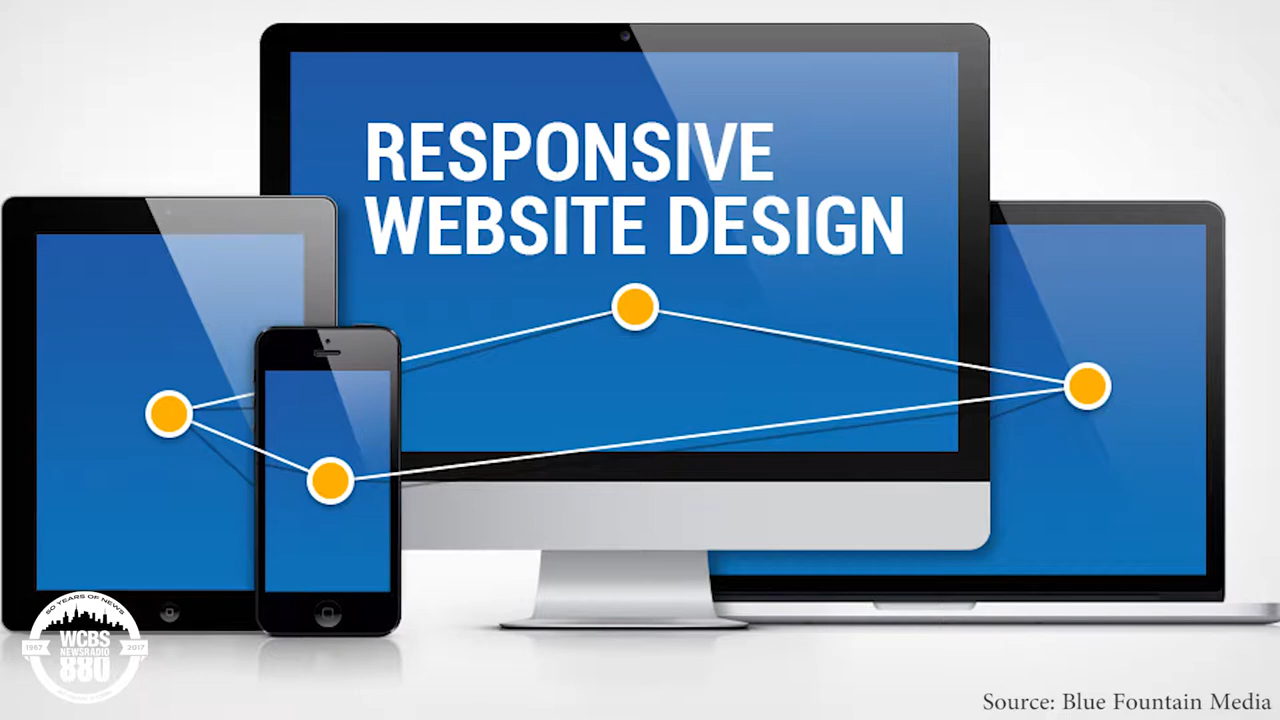 RESPONSIVE
WEBSITE DESIGN
50 YEARS OF NEWS
WCBS
1967
NEWSRADIO
2017
880
Source: Blue Fountain Media